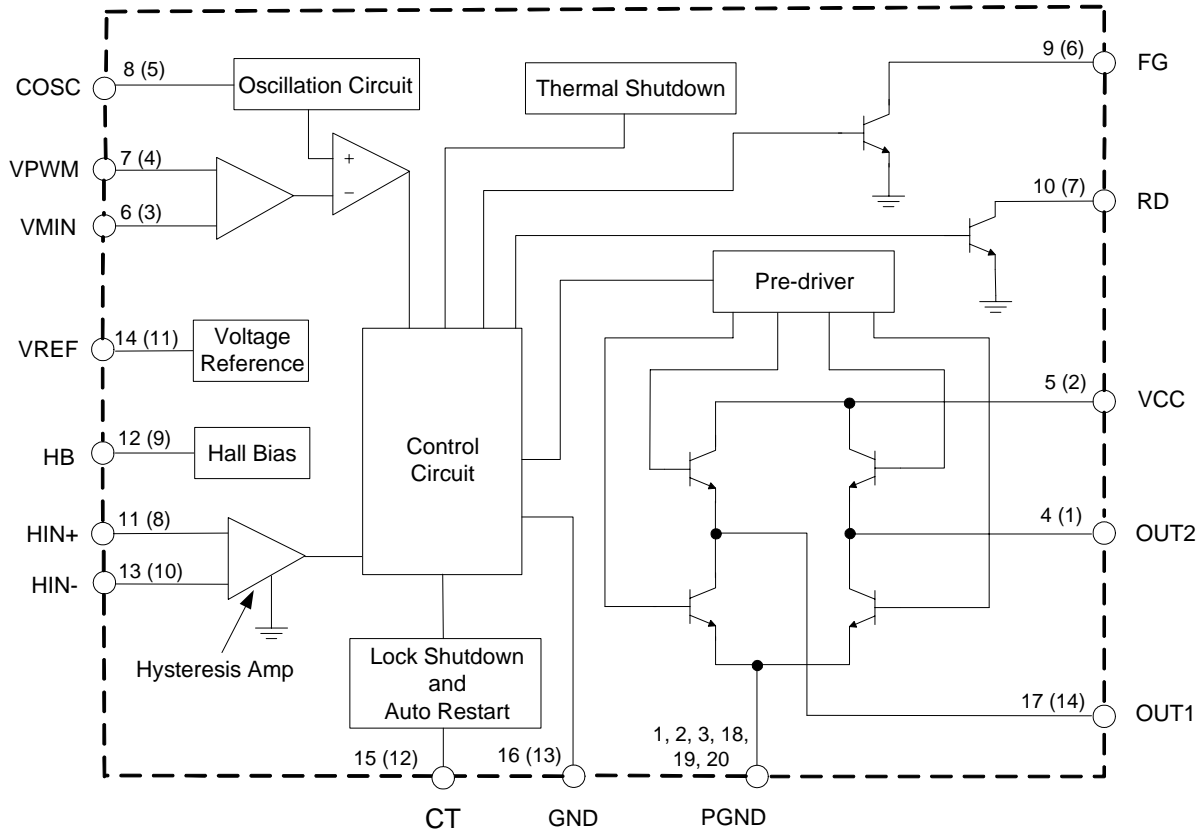 9 (6)
FG
8 (5)
COSC
Oscillation Circuit
Thermal Shutdown
+
−
7 (4)
VPWM
6 (3)
VMIN
10 (7)
RD
Pre-driver
14 (11)
VREF
Voltage
Reference
5 (2)
VCC
12 (9)
HB
Hall Bias
Control
Circuit
11 (8)
HIN+
13 (10)
HIN-
4 (1)
OUT2
Hysteresis Amp
Lock Shutdown
and
Auto Restart
17 (14)
OUT1
15 (12)
16 (13)
1, 2, 3, 18,
19, 20
CT
GND
PGND